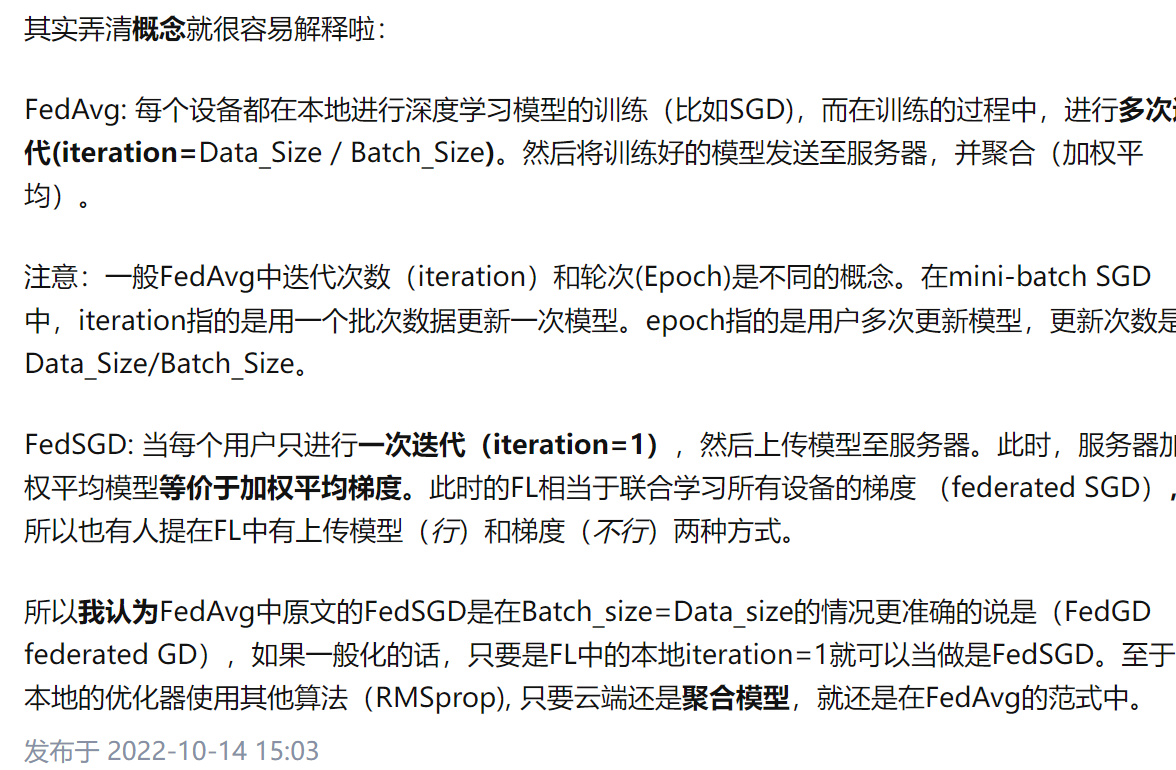 其实弄清概念就很容易解释啦：
FedAvg: 每个设备都在本地进行深度学习模型的训练（比如SGD)，而在训练的过程中，进行多次
代(iteration=Data_Size / Batch_Size)。然后将训练好的模型发送至服务器，并聚合（加权平
均）。
注意：一般FedAvg中迭代次数（iteration）和轮次(Epoch)是不同的概念。在mini-batch SGD
中，iteration指的是用一个批次数据更新一次模型。epoch指的是用户多次更新模型，更新次数是
Data_Size/Batch_Size。
FedSGD: 当每个用户只进行一次迭代（iteration=1），然后上传模型至服务器。此时，服务器加
权平均模型等价于加权平均梯度。此时的FL相当于联合学习所有设备的梯度 （federated SGD），
所以也有人提在FL中有上传模型（行）和梯度（不行）两种方式。
所以我认为FedAvg中原文的FedSGD是在Batch_size=Data_size的情况更准确的说是（FedGD
federated GD），如果一般化的话，只要是FL中的本地iteration=1就可以当做是FedSGD。至于
本地的优化器使用其他算法（RMSprop), 只要云端还是聚合模型，就还是在FedAvg的范式中。
发布于 2022-10-14 15:03